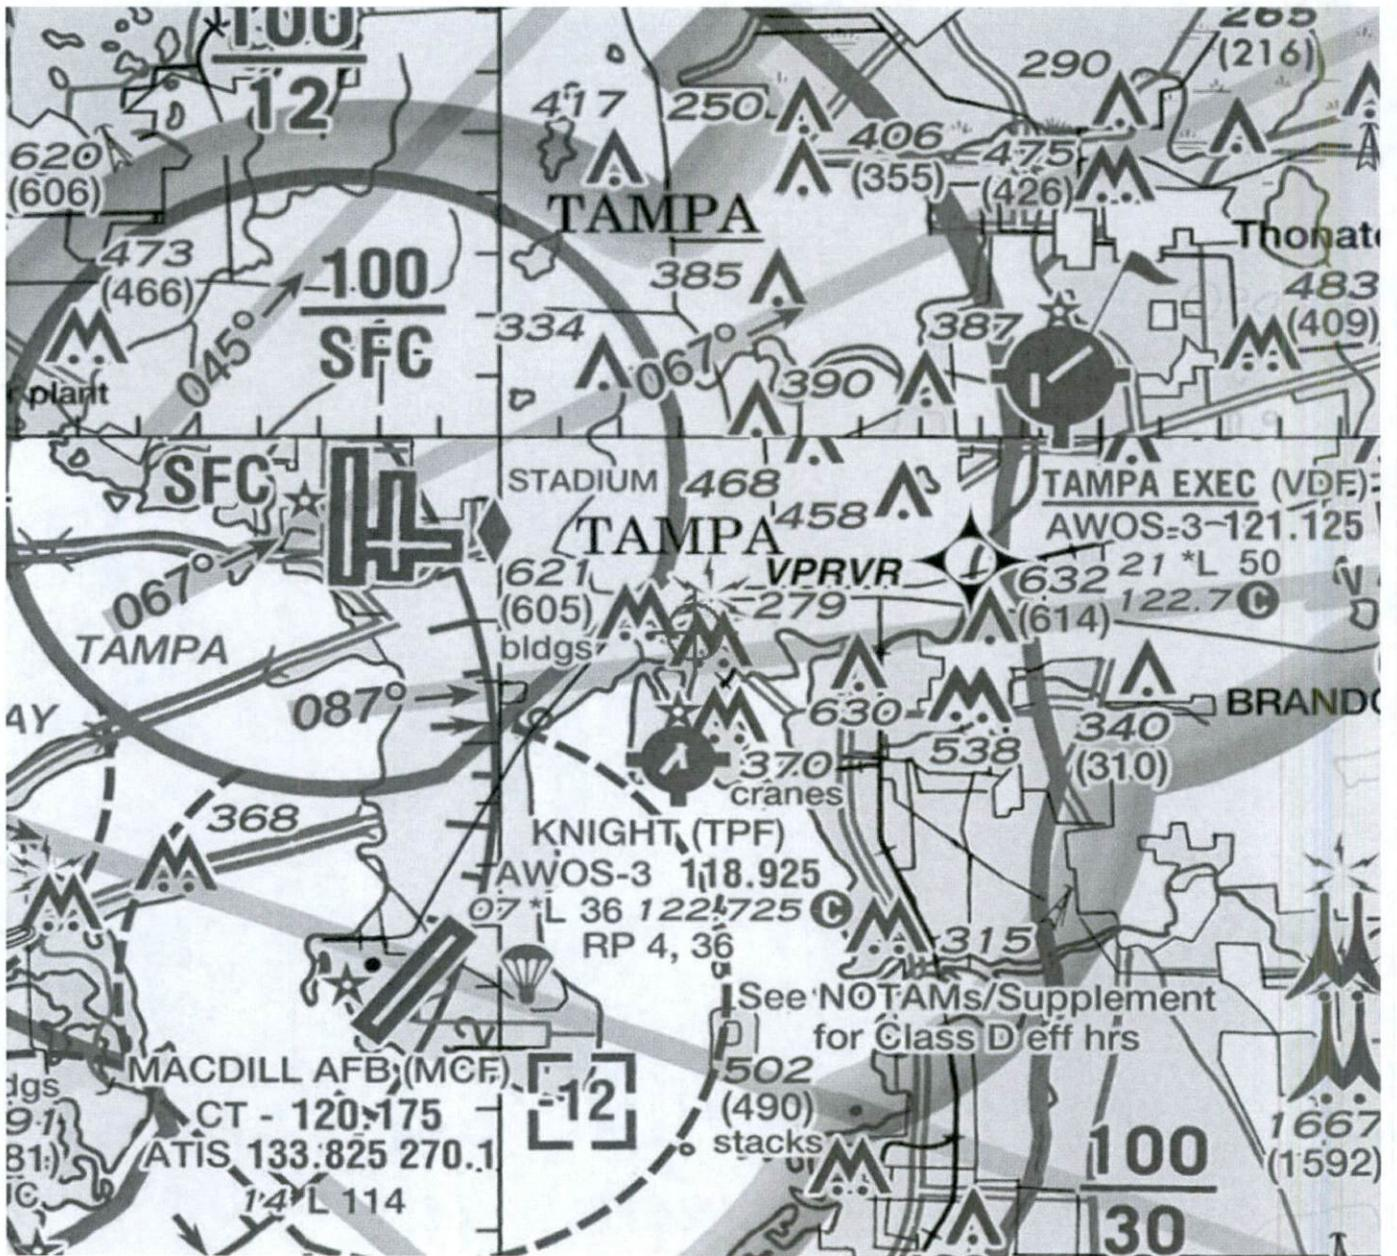 100
12
265
(216)
290
417
250
406
(355)
475
(426)
620
(606)
TAMPA
473
(466)
100
SFC
385
483
(409)
334
387
045°
067°
390
plant
SFC
STADIUM
468
458
TAMPA EXEC (VDF)
AWOS-3 121.125
21 *L 50
122.7 C
TAMPA
VPRVR
067°
621
(605)
bldgs
279
632
(614)
TAMPA
087°
630
538
340
(310)
370
cranes
368
KNIGHT (TPF)
AWOS-3 118.925
07 *L 36 122.725 C
RP 4, 36
315
See NOTAMs/Supplement
for Class D eff hrs
MACDILL AFB (MCF)
CT - 120.175
ATIS 133.825 270.1
14 L 114
-12
502
(490)
stacks
1667
(1592)
100
30